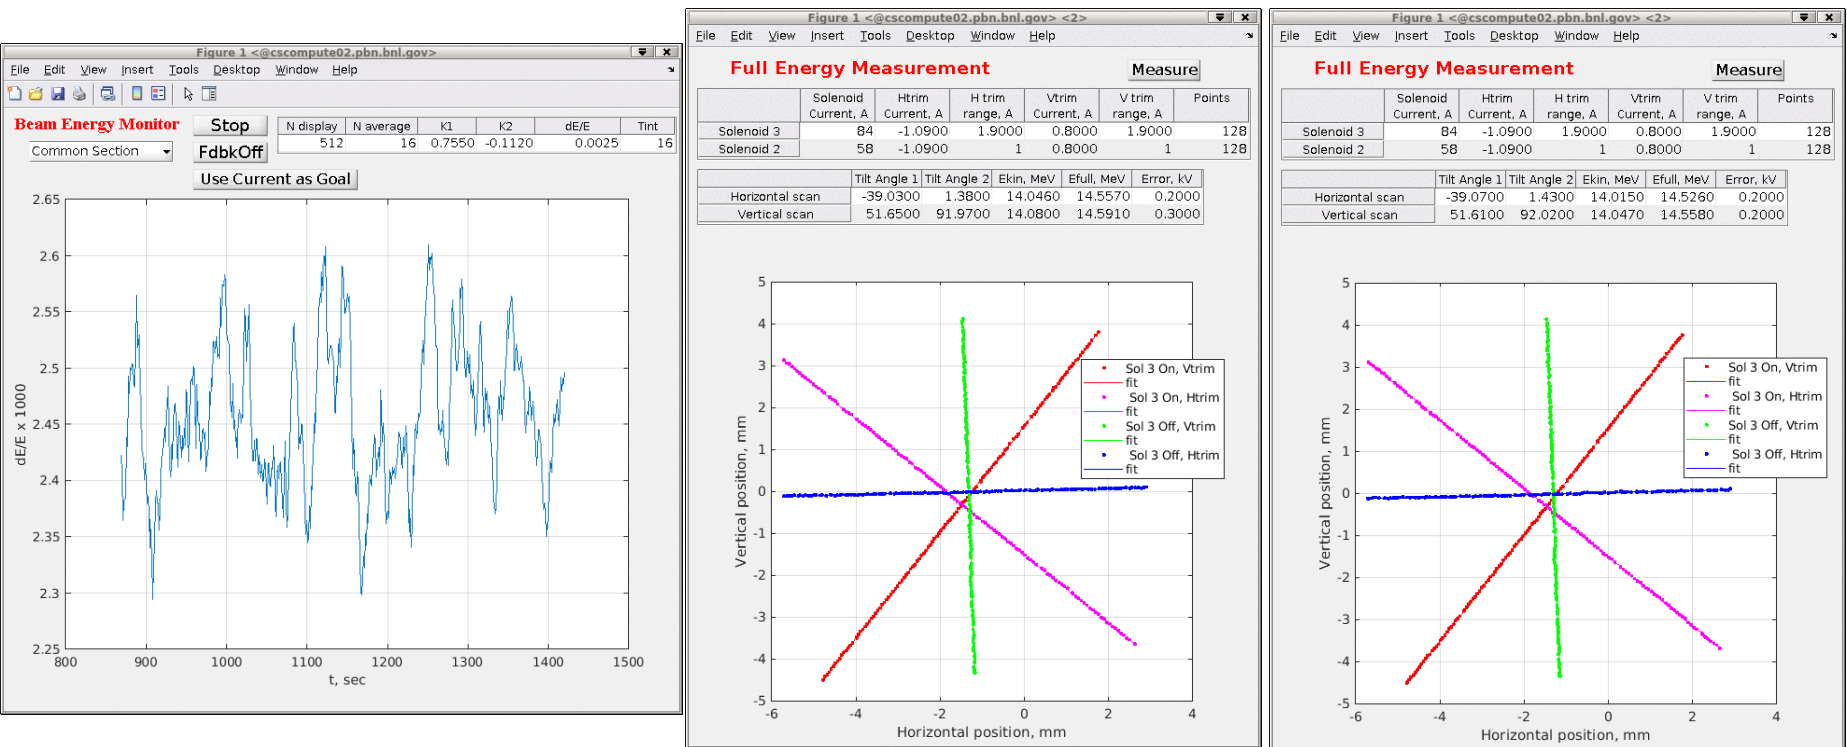 Figure 1 <@cscompute02.pbn.bnl.gov>
File Edit View Insert Tools Desktop Window Help
Beam Energy Monitor
Common Section
Stop
FdbkOff
Use Current as Goal
N display N average K1 K2 dE/E Tint
512 16 0.7550 -0.1120 0.0025 16
2.65
2.6
2.55
2.5
2.45
2.4
2.35
2.3
2.25
dE/E x 1000
800 900 1000 1100 1200 1300 1400 1500
t, sec
Figure 1 <@cscompute02.pbn.bnl.gov> <2>
File Edit View Insert Tools Desktop Window Help
Full Energy Measurement
Measure
Solenoid Htrim H trim Vtrim V trim Points
Current, A Current, A range, A Current, A range, A
Solenoid 3 84 -1.0900 1.9000 0.8000 1.9000 128
Solenoid 2 58 -1.0900 1 0.8000 1 128
Tilt Angle 1 Tilt Angle 2 Ekin, MeV Efull, MeV Error, kV
Horizontal scan -39.0300 1.3800 14.0460 14.5570 0.2000
Vertical scan 51.6500 91.9700 14.0800 14.5910 0.3000
5
4
3
2
1
0
-1
-2
-3
-4
-5
Vertical position, mm
-6 -4 -2 0 2 4
Horizontal position, mm
Sol 3 On, Vtrim
fit
Sol 3 On, Htrim
fit
Sol 3 Off, Vtrim
fit
Sol 3 Off, Htrim
fit
Figure 1 <@cscompute02.pbn.bnl.gov> <2>
File Edit View Insert Tools Desktop Window Help
Full Energy Measurement
Measure
Solenoid Htrim H trim Vtrim V trim Points
Current, A Current, A range, A Current, A range, A
Solenoid 3 84 -1.0900 1.9000 0.8000 1.9000 128
Solenoid 2 58 -1.0900 1 0.8000 1 128
Tilt Angle 1 Tilt Angle 2 Ekin, MeV Efull, MeV Error, kV
Horizontal scan -39.0700 1.4300 14.0150 14.5260 0.2000
Vertical scan 51.6100 92.0200 14.0470 14.5580 0.2000
5
4
3
2
1
0
-1
-2
-3
-4
-5
Vertical position, mm
-6 -4 -2 0 2 4
Horizontal position, mm
Sol 3 On, Vtrim
fit
Sol 3 On, Htrim
fit
Sol 3 Off, Vtrim
fit
Sol 3 Off, Htrim
fit